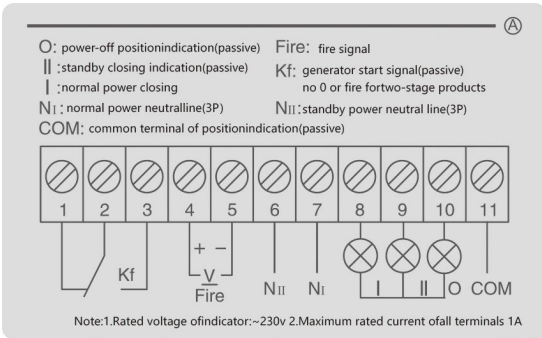 A
O: power-off positionindication(passive) Fire: fire signal
II :standby closing indication(passive) Kf: generator start signal(passive)
I :normal power closing no 0 or fire fortwo-stage products
NI: normal power neutralline(3P) NII:standby power neutral line(3P)
COM: common terminal of positionindication(passive)
1 2 3 4 5 6 7 8 9 10 11
+ −
Kf V I II O COM
Fire NII NI
Note:1.Rated voltage ofindicator:~230v 2.Maximum rated current ofall terminals 1A